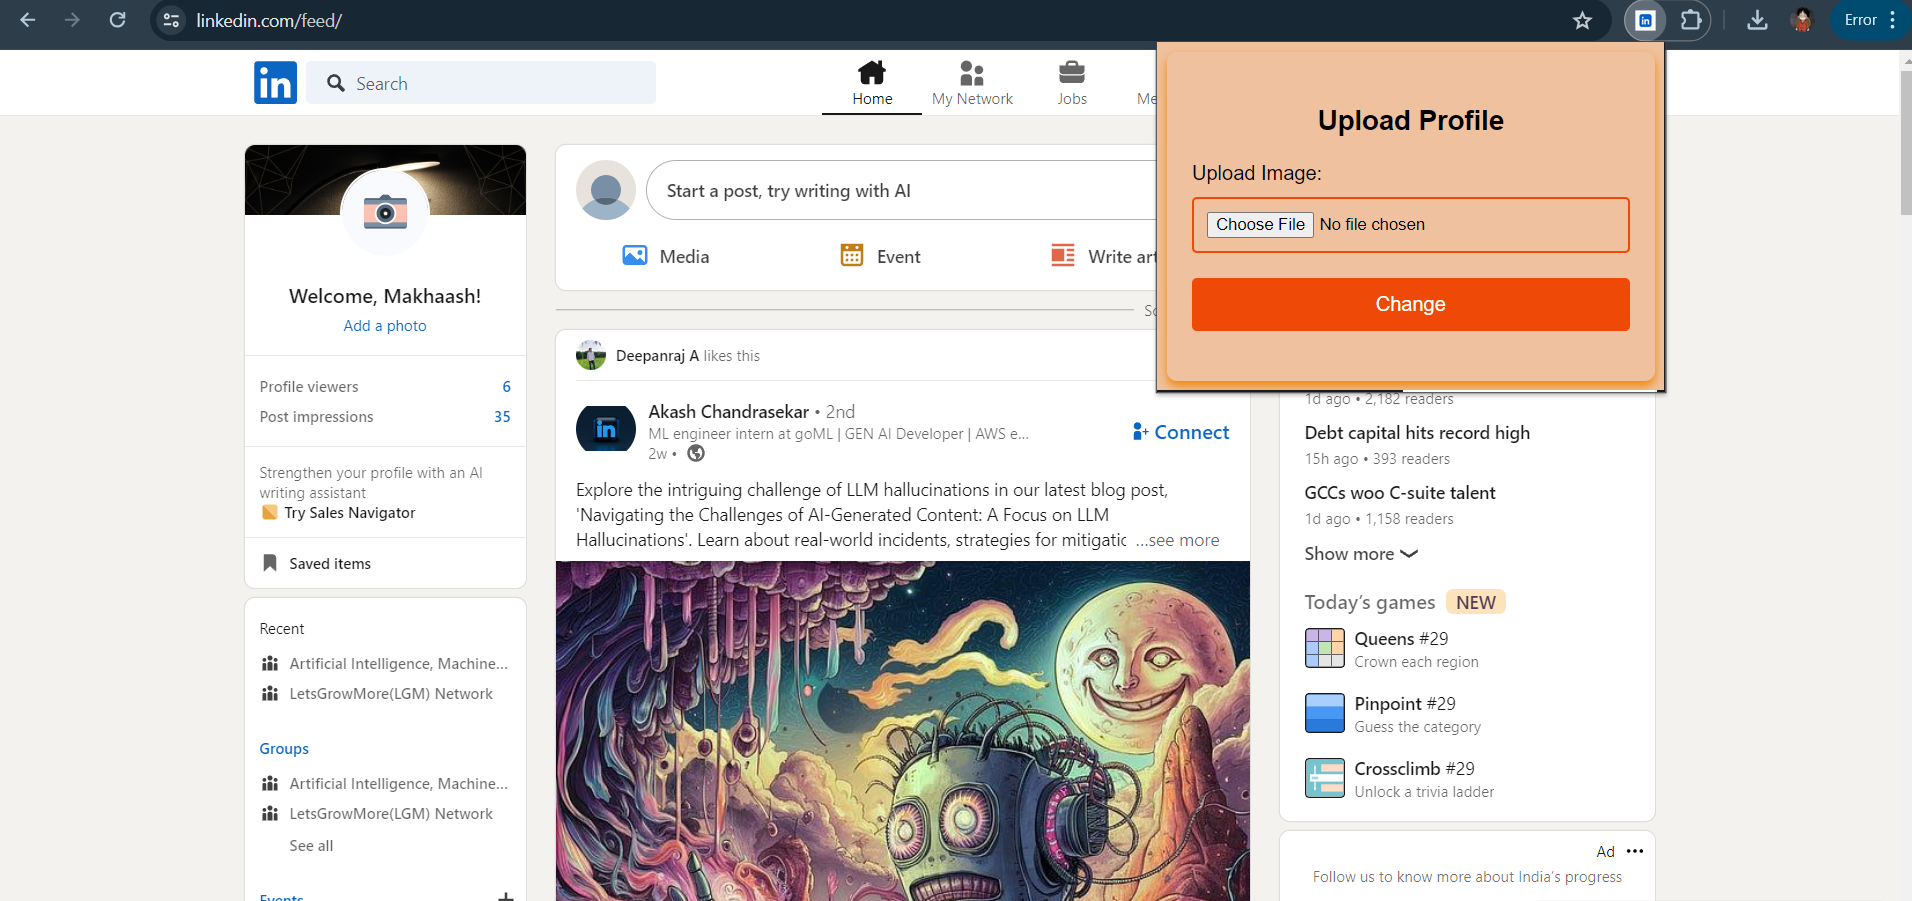 linkedin.com/feed/
Error
in
Search
Home
My Network
Jobs
Me
Upload Profile
Upload Image:
Choose File No file chosen
Change
Start a post, try writing with AI
Media
Event
Write art
So
Welcome, Makhaash!
Add a photo
Profile viewers 6
Post impressions 35
Strengthen your profile with an AI
writing assistant
Try Sales Navigator
Saved items
Recent
Artificial Intelligence, Machine...
LetsGrowMore(LGM) Network
Groups
Artificial Intelligence, Machine...
LetsGrowMore(LGM) Network
See all
Events
Deepanraj A likes this
in
Akash Chandrasekar • 2nd
ML engineer intern at goML | GEN AI Developer | AWS e...
2w •
Connect
Explore the intriguing challenge of LLM hallucinations in our latest blog post,
'Navigating the Challenges of AI-Generated Content: A Focus on LLM
Hallucinations'. Learn about real-world incidents, strategies for mitigatic ...see more
1d ago • 2,182 readers
Debt capital hits record high
15h ago • 393 readers
GCCs woo C-suite talent
1d ago • 1,158 readers
Show more
Today's games NEW
Queens #29
Crown each region
Pinpoint #29
Guess the category
Crossclimb #29
Unlock a trivia ladder
Ad
Follow us to know more about India's progress